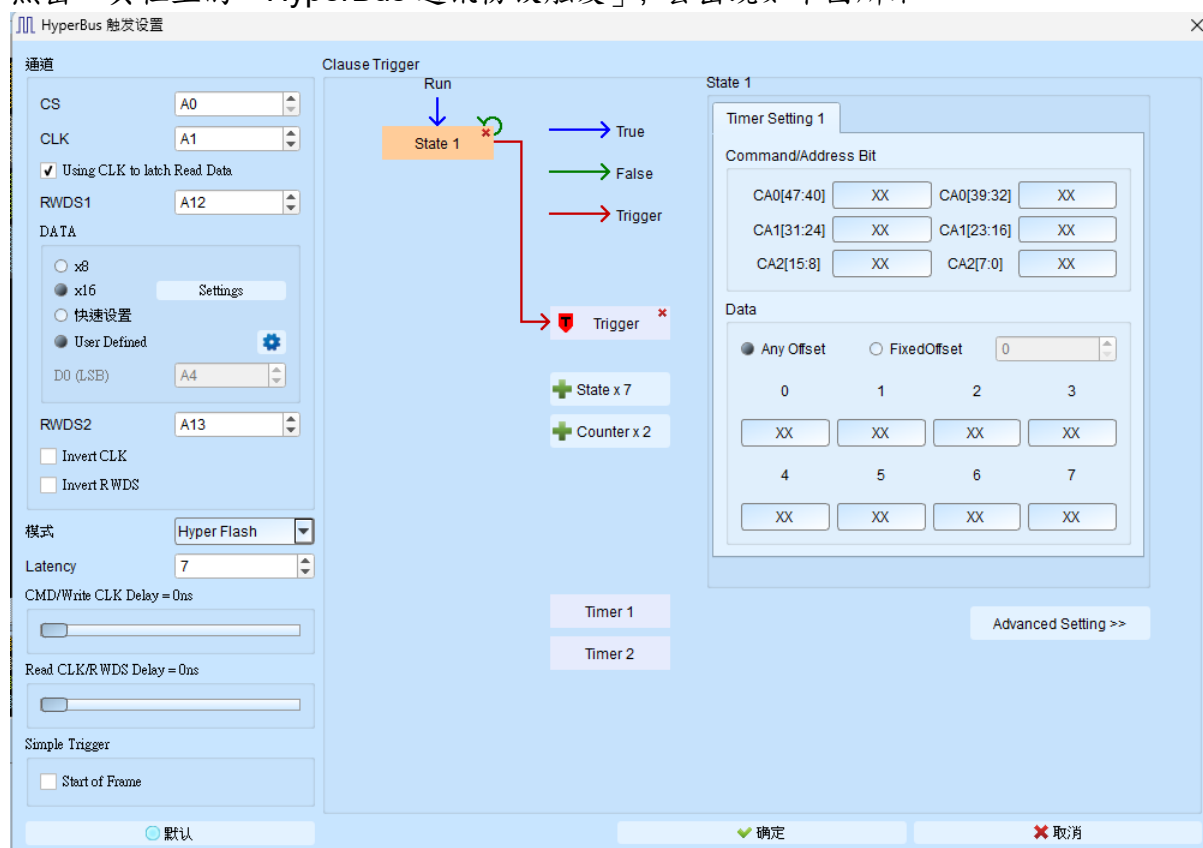 HyperBus 触发设置
通道
CS A0
CLK A1
Using CLK to latch Read Data
RWDS1 A12
DATA
x8
x16 Settings
快速设置
User Defined
D0 (LSB) A4
RWDS2 A13
Invert CLK
Invert RWDS
模式 Hyper Flash
Latency 7
CMD/Write CLK Delay = 0ns
Read CLK/RWDS Delay = 0ns
Simple Trigger
Start of Frame
默认
Clause Trigger
Run
State 1
True
False
Trigger
Trigger
State x 7
Counter x 2
Timer 1
Timer 2
State 1
Timer Setting 1
Command/Address Bit
CA0[47:40] XX CA0[39:32] XX
CA1[31:24] XX CA1[23:16] XX
CA2[15:8] XX CA2[7:0] XX
Data
Any Offset FixedOffset 0
0 1 2 3
XX XX XX XX
4 5 6 7
XX XX XX XX
Advanced Setting >>
确定
取消